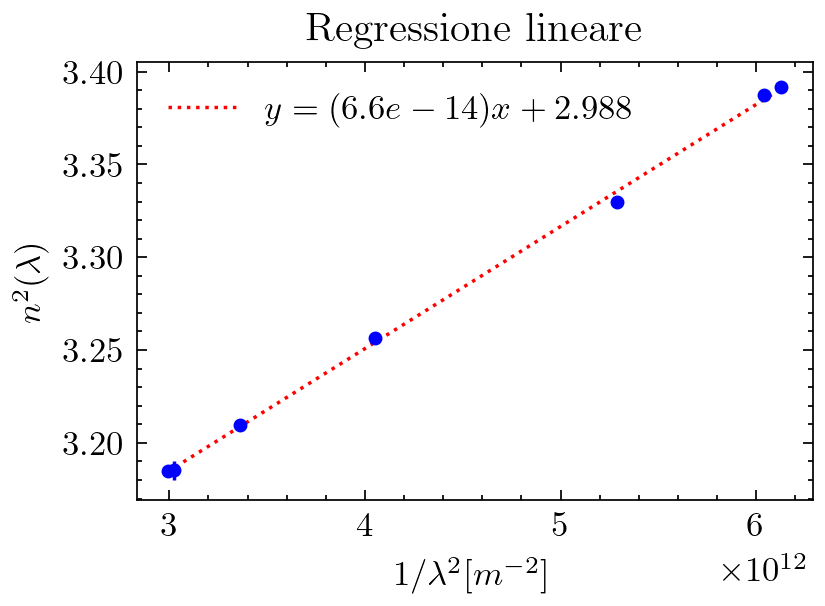 Regressione lineare
y = (6.6e − 14)x + 2.988
n²(λ)
3.40
3.35
3.30
3.25
3.20
3 4 5 6
×10¹²
1/λ²[m⁻²]